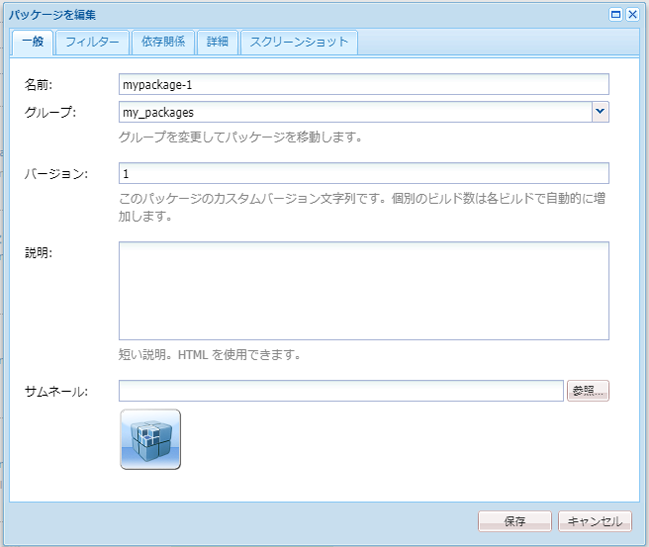 パッケージを編集
一般 フィルター 依存関係 詳細 スクリーンショット
名前: mypackage-1
グループ: my_packages
グループを変更してパッケージを移動します。
バージョン: 1
このパッケージのカスタムバージョン文字列です。個別のビルド数は各ビルドで自動的に増
加します。
説明:
短い説明。HTML を使用できます。
サムネール: 参照...
保存 キャンセル